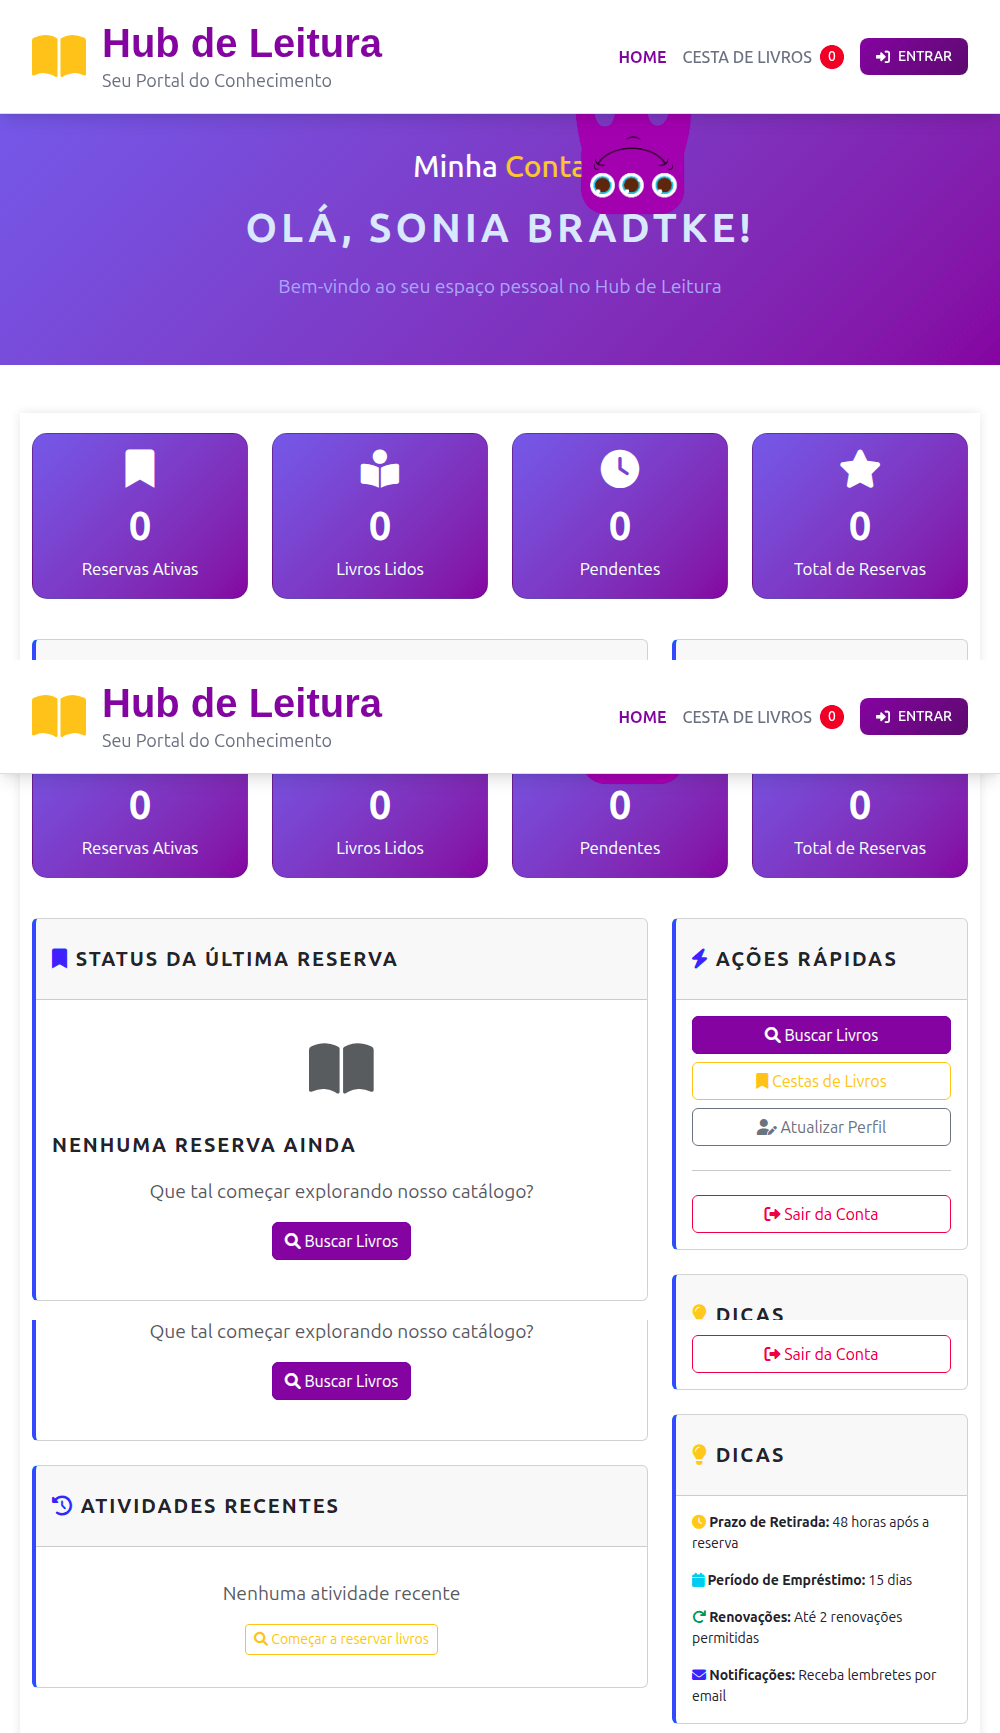 Hub de Leitura
Seu Portal do Conhecimento
HOME
CESTA DE LIVROS 0
ENTRAR
Minha Conta
OLÁ, SONIA BRADTKE!
Bem-vindo ao seu espaço pessoal no Hub de Leitura
0
Reservas Ativas
0
Livros Lidos
0
Pendentes
0
Total de Reservas
Hub de Leitura
Seu Portal do Conhecimento
HOME
CESTA DE LIVROS 0
ENTRAR
0
Reservas Ativas
0
Livros Lidos
0
Pendentes
0
Total de Reservas
STATUS DA ÚLTIMA RESERVA
NENHUMA RESERVA AINDA
Que tal começar explorando nosso catálogo?
Buscar Livros
AÇÕES RÁPIDAS
Buscar Livros
Cestas de Livros
Atualizar Perfil
Sair da Conta
DICAS
Que tal começar explorando nosso catálogo?
Buscar Livros
Sair da Conta
ATIVIDADES RECENTES
Nenhuma atividade recente
Começar a reservar livros
DICAS
Prazo de Retirada: 48 horas após a
reserva
Período de Empréstimo: 15 dias
Renovações: Até 2 renovações
permitidas
Notificações: Receba lembretes por
email